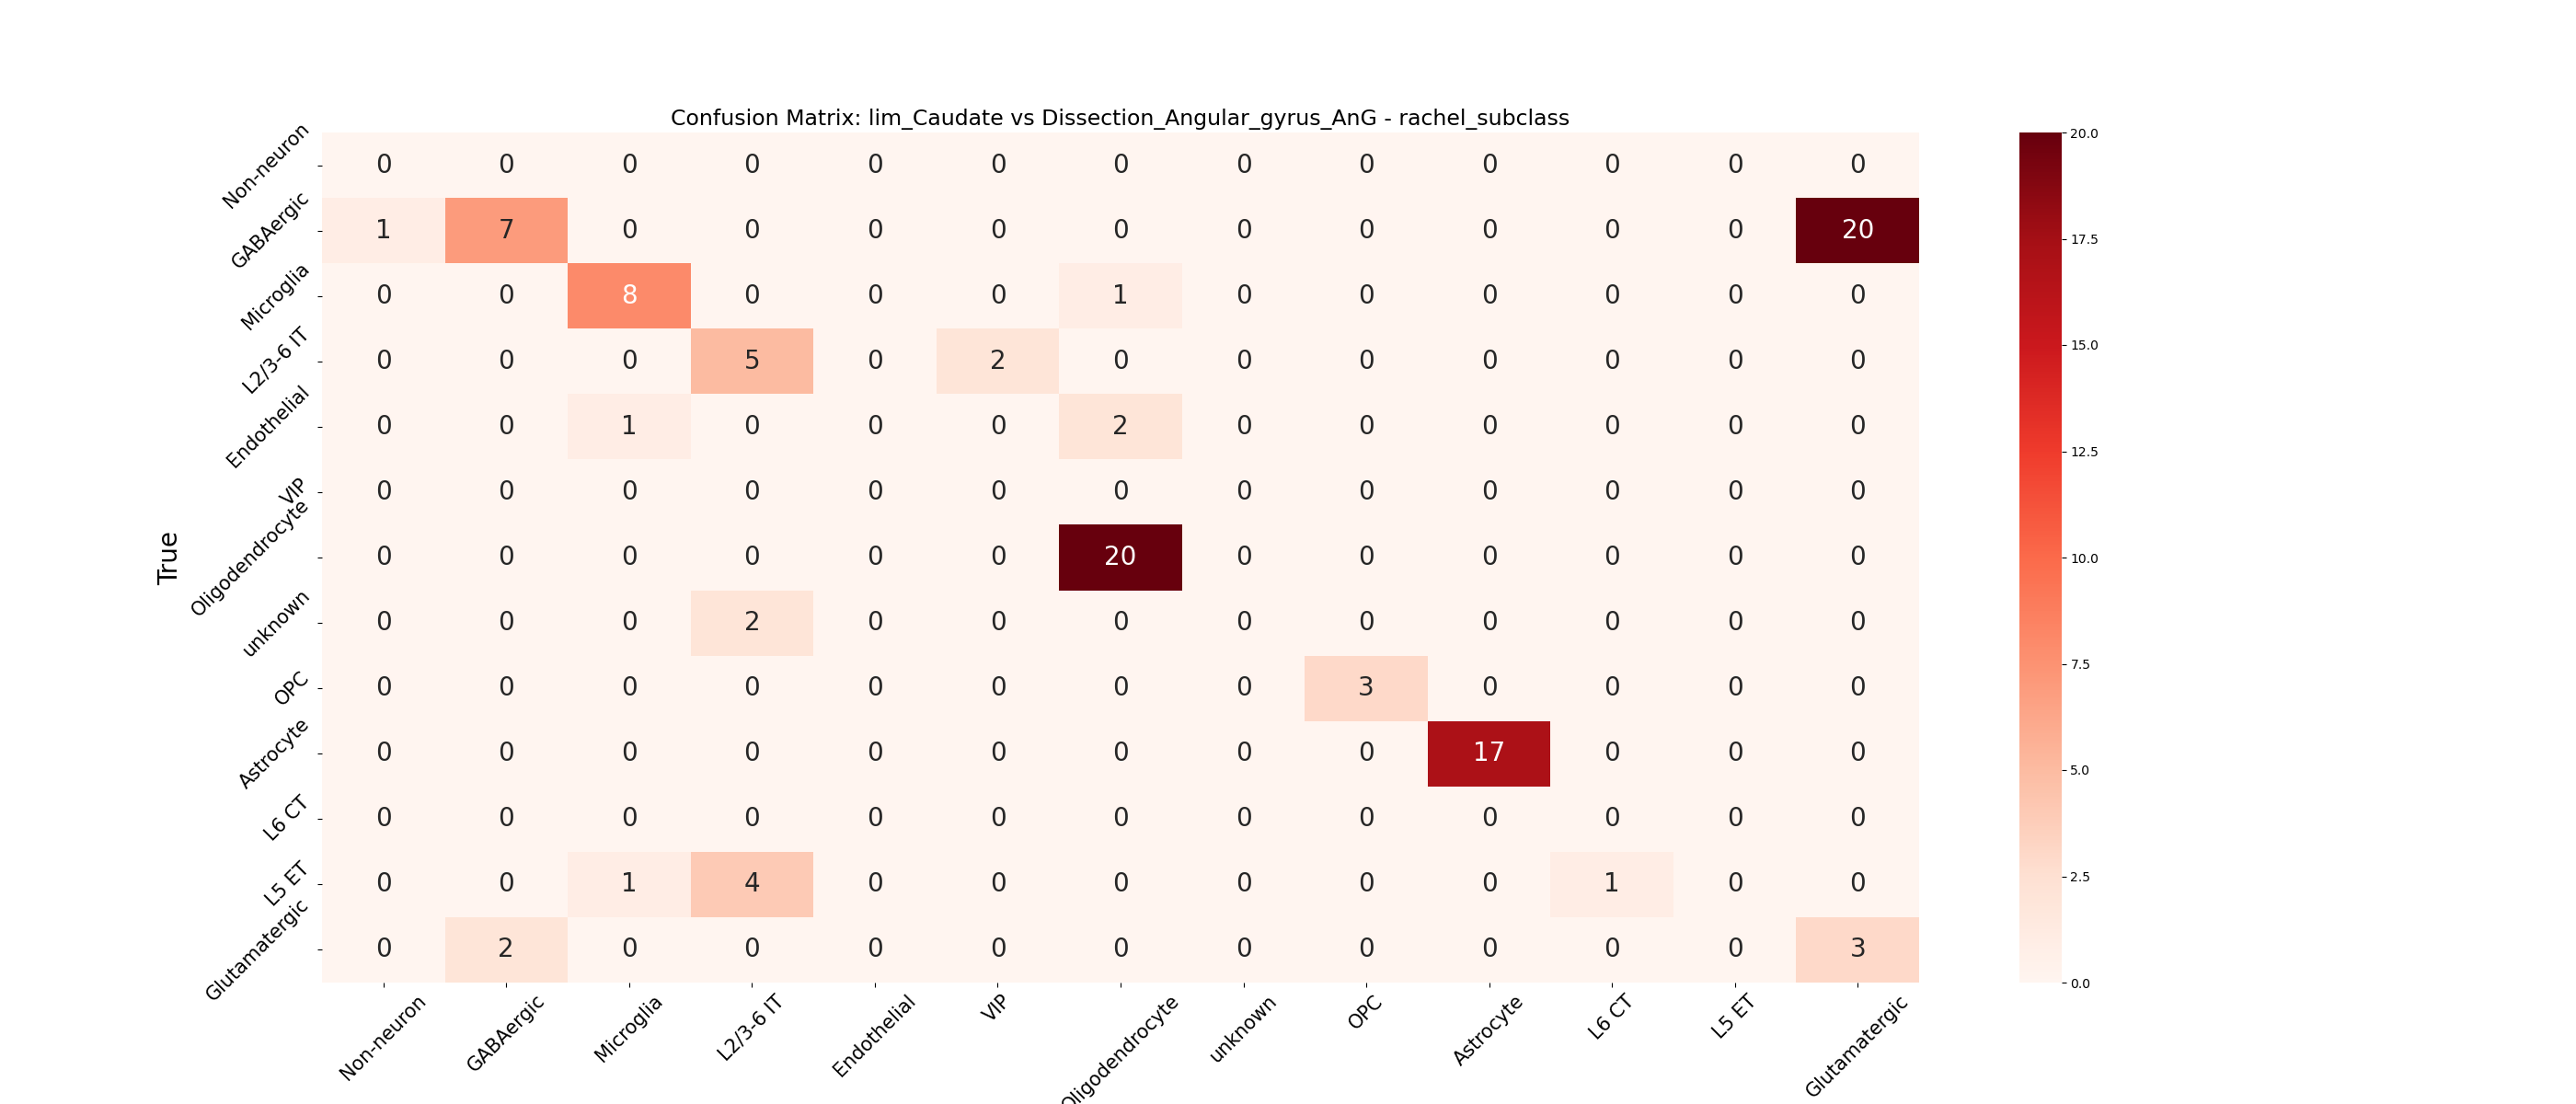 Confusion Matrix: lim_Caudate vs Dissection_Angular_gyrus_AnG - rachel_subclass
True
Non-neuron 0 0 0 0 0 0 0 0 0 0 0 0 0
GABAergic 1 7 0 0 0 0 0 0 0 0 0 0 20
Microglia 0 0 8 0 0 0 1 0 0 0 0 0 0
L2/3-6 IT 0 0 0 5 0 2 0 0 0 0 0 0 0
Endothelial 0 0 1 0 0 0 2 0 0 0 0 0 0
VIP 0 0 0 0 0 0 0 0 0 0 0 0 0
Oligodendrocyte 0 0 0 0 0 0 20 0 0 0 0 0 0
unknown 0 0 0 2 0 0 0 0 0 0 0 0 0
OPC 0 0 0 0 0 0 0 0 3 0 0 0 0
Astrocyte 0 0 0 0 0 0 0 0 0 17 0 0 0
L6 CT 0 0 0 0 0 0 0 0 0 0 0 0 0
L5 ET 0 0 1 4 0 0 0 0 0 0 1 0 0
Glutamatergic 0 2 0 0 0 0 0 0 0 0 0 0 3
Non-neuron GABAergic Microglia L2/3-6 IT Endothelial VIP Oligodendrocyte unknown OPC Astrocyte L6 CT L5 ET Glutamatergic
20.0
17.5
15.0
12.5
10.0
7.5
5.0
2.5
0.0